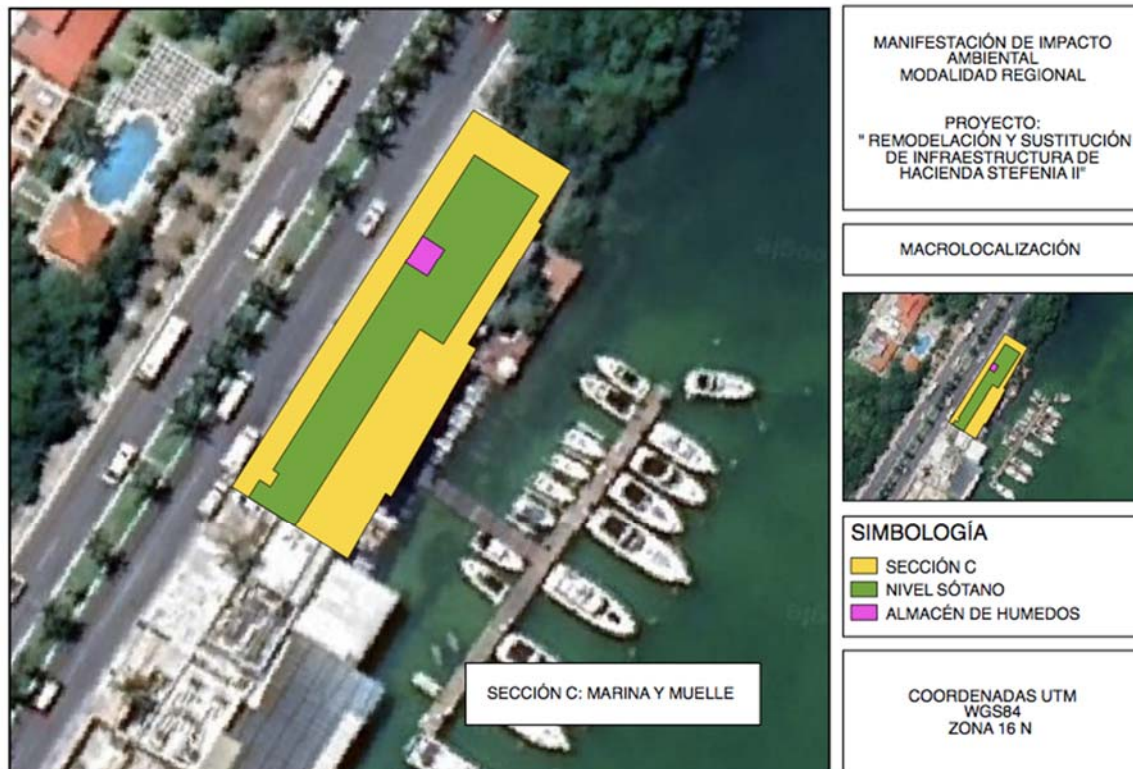 MANIFESTACIÓN DE IMPACTO
AMBIENTAL
MODALIDAD REGIONAL
PROYECTO:
" REMODELACIÓN Y SUSTITUCIÓN
DE INFRAESTRUCTURA DE
HACIENDA STEFENIA II"
MACROLOCALIZACIÓN
SIMBOLOGÍA
SECCIÓN C
NIVEL SÓTANO
ALMACÉN DE HUMEDOS
SECCIÓN C: MARINA Y MUELLE
COORDENADAS UTM
WGS84
ZONA 16 N